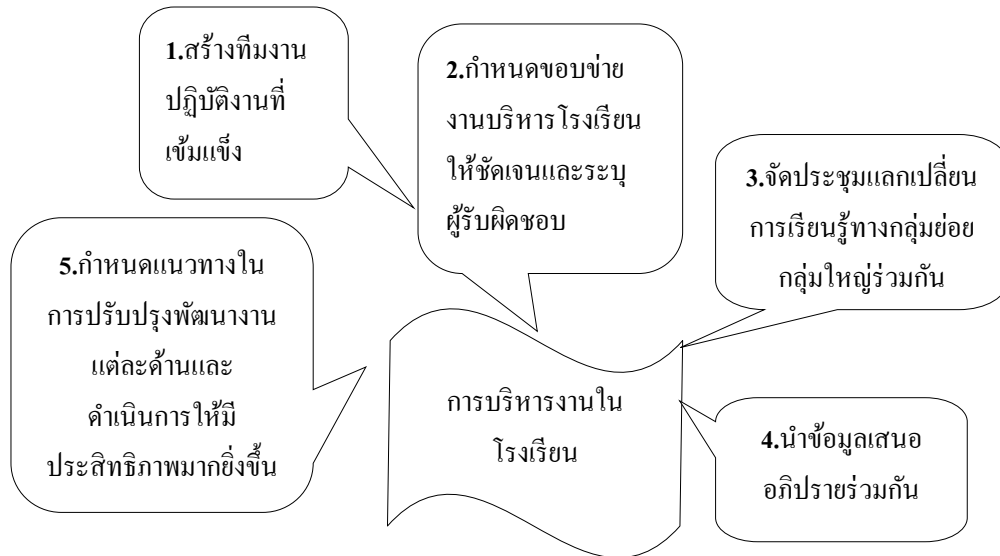 1.สร้างทีมงาน
ปฏิบัติงานที่
เข้มแข็ง
2.กำหนดขอบข่าย
งานบริหารโรงเรียน
ให้ชัดเจนและระบุ
ผู้รับผิดชอบ
3.จัดประชุมแลกเปลี่ยน
การเรียนรู้ทางกลุ่มย่อย
กลุ่มใหญ่ร่วมกัน
4.นำข้อมูลเสนอ
อภิปรายร่วมกัน
5.กำหนดแนวทางใน
การปรับปรุงพัฒนางาน
แต่ละด้านและ
ดำเนินการให้มี
ประสิทธิภาพมากยิ่งขึ้น
การบริหารงานใน
โรงเรียน